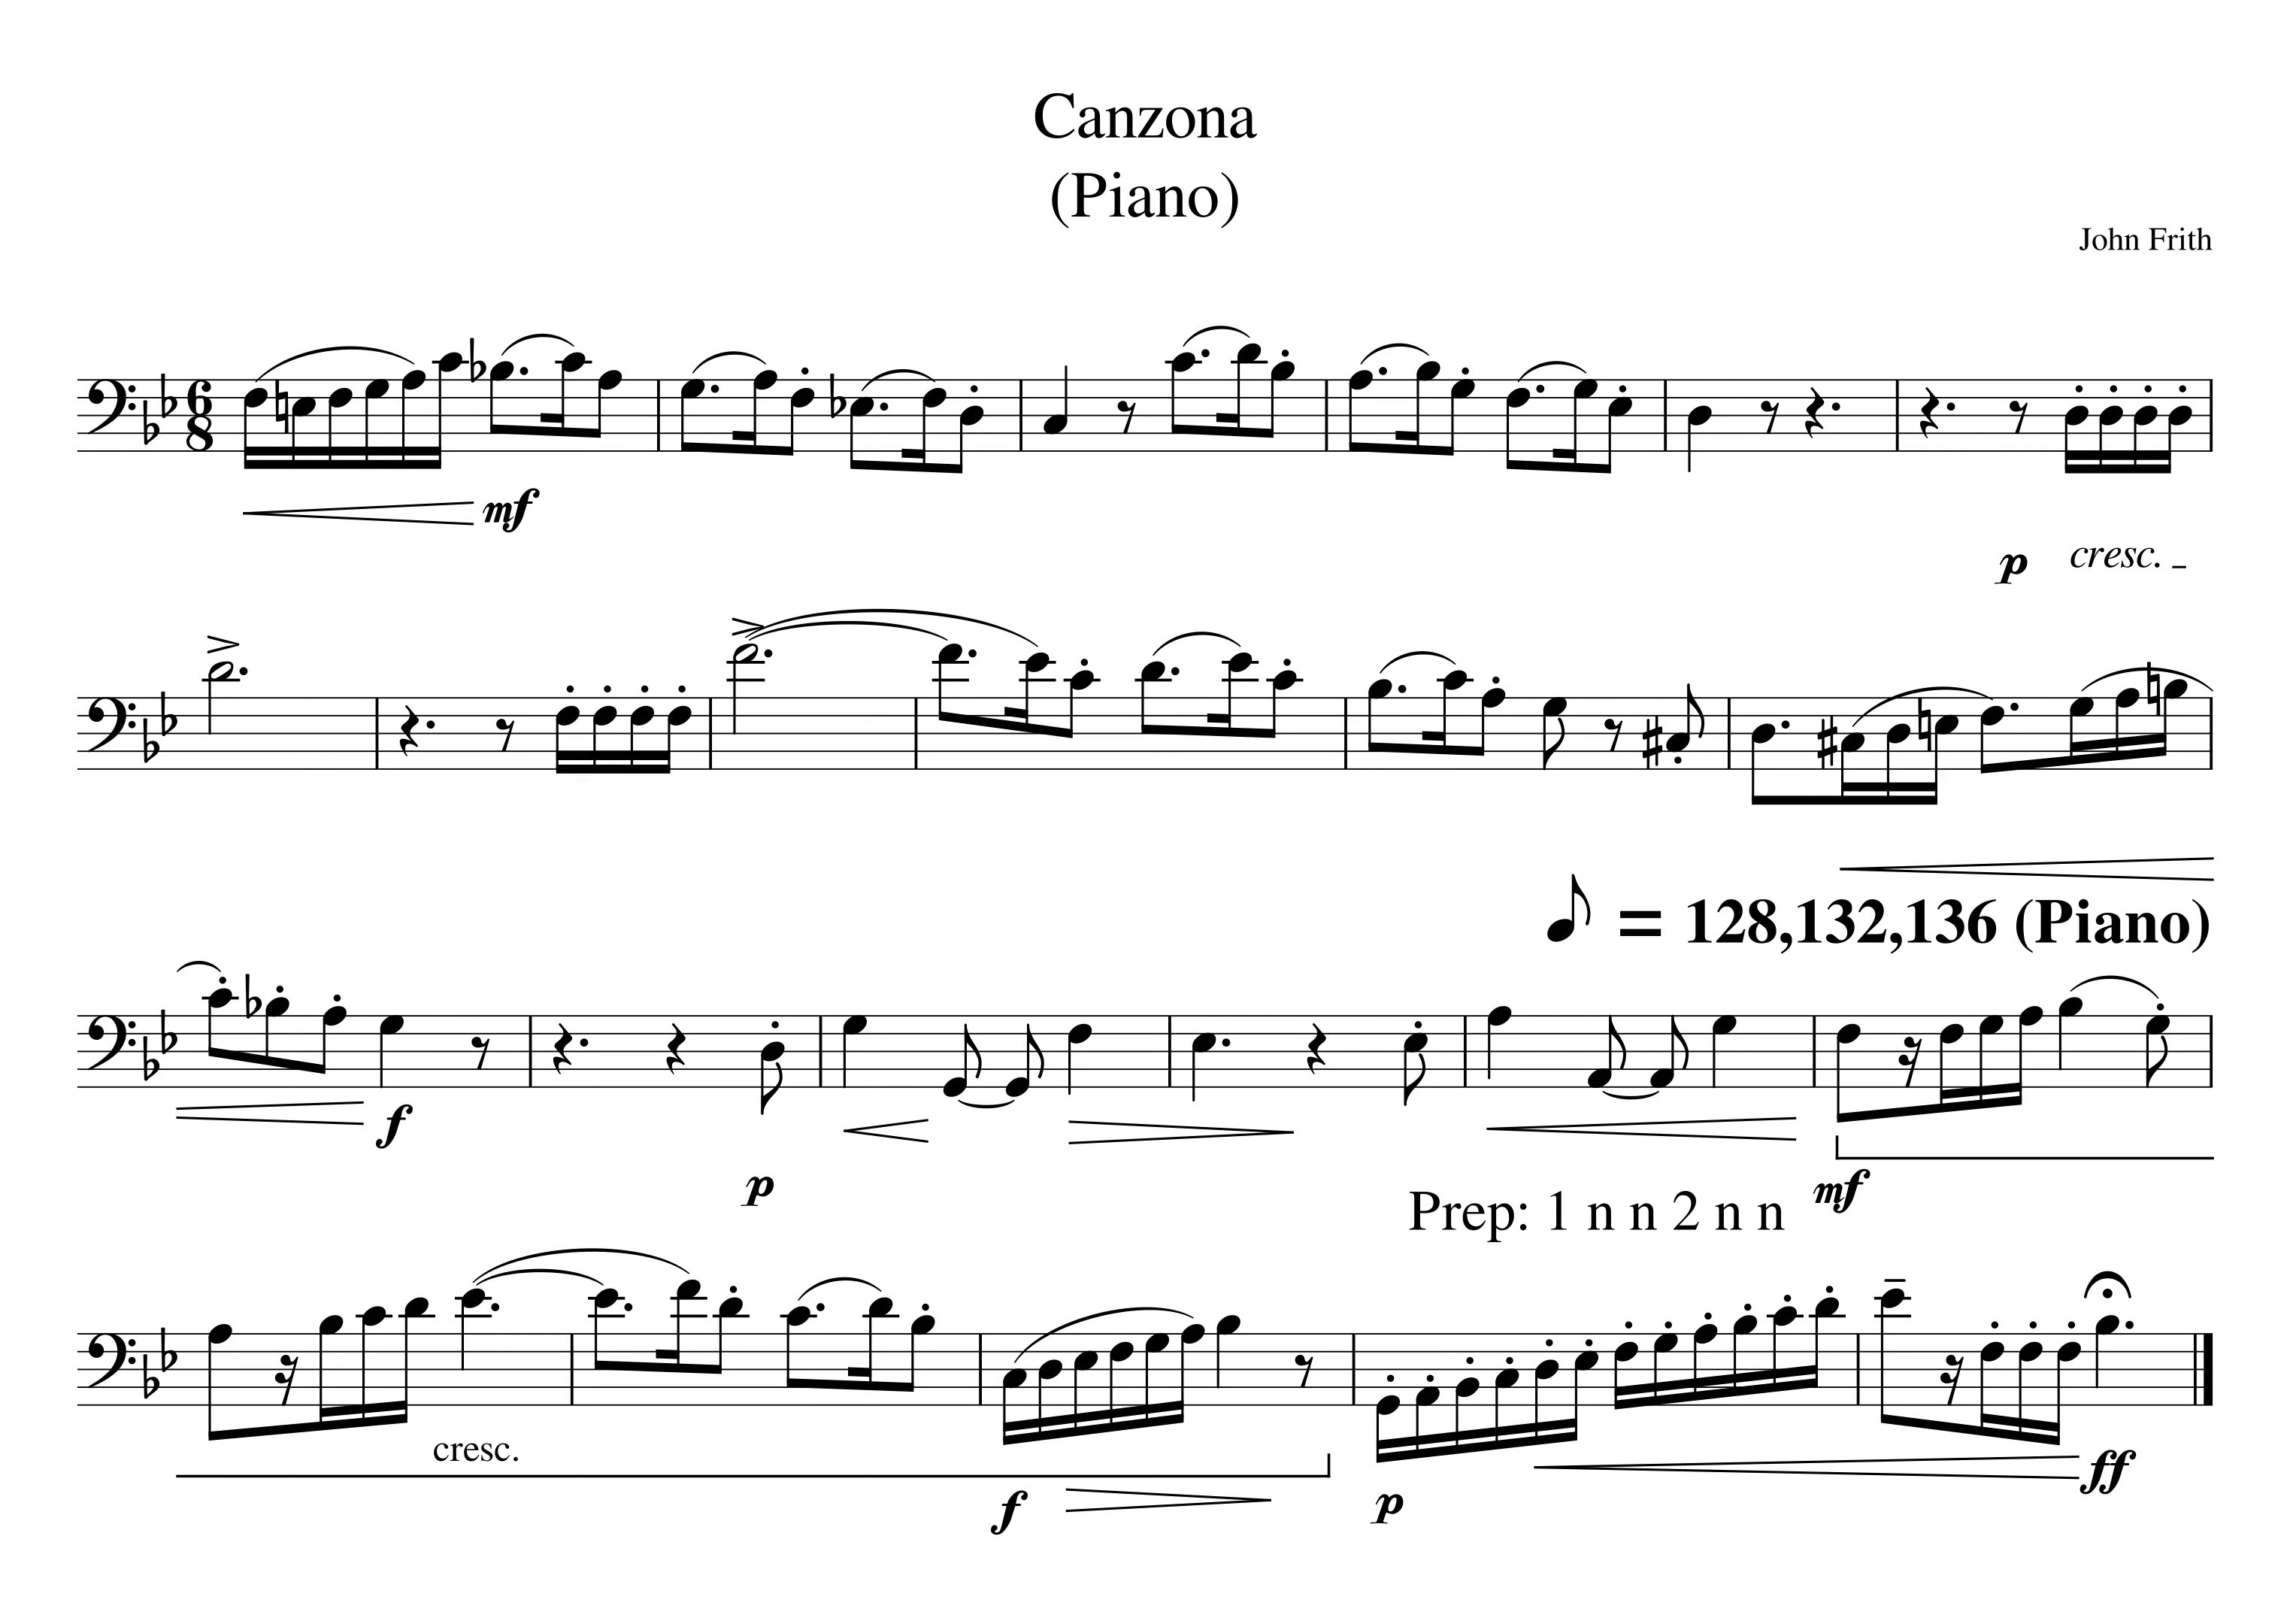 Canzona
(Piano)
John Frith
mf
p
cresc.
= 128,132,136 (Piano)
f
p
mf
Prep: 1 n n 2 n n
cresc.
f
p
ff